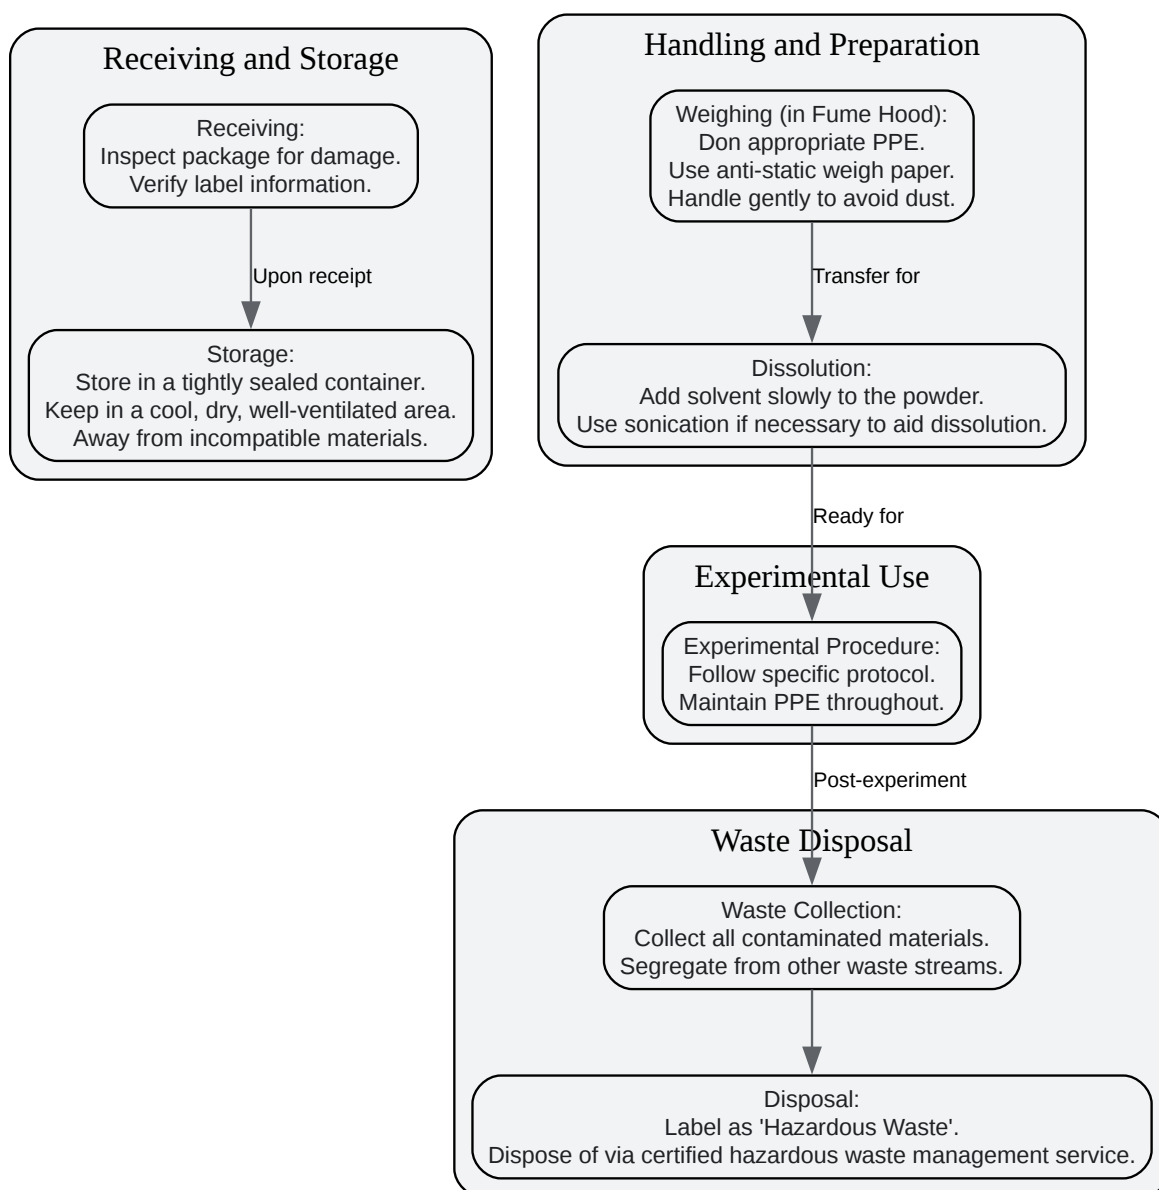 Receiving and Storage
Receiving:
Inspect package for damage.
Verify label information.
Upon receipt
Storage:
Store in a tightly sealed container.
Keep in a cool, dry, well-ventilated area.
Away from incompatible materials.
Handling and Preparation
Weighing (in Fume Hood):
Don appropriate PPE.
Use anti-static weigh paper.
Handle gently to avoid dust.
Transfer for
Dissolution:
Add solvent slowly to the powder.
Use sonication if necessary to aid dissolution.
Ready for
Experimental Use
Experimental Procedure:
Follow specific protocol.
Maintain PPE throughout.
Post-experiment
Waste Disposal
Waste Collection:
Collect all contaminated materials.
Segregate from other waste streams.
Disposal:
Label as 'Hazardous Waste'.
Dispose of via certified hazardous waste management service.